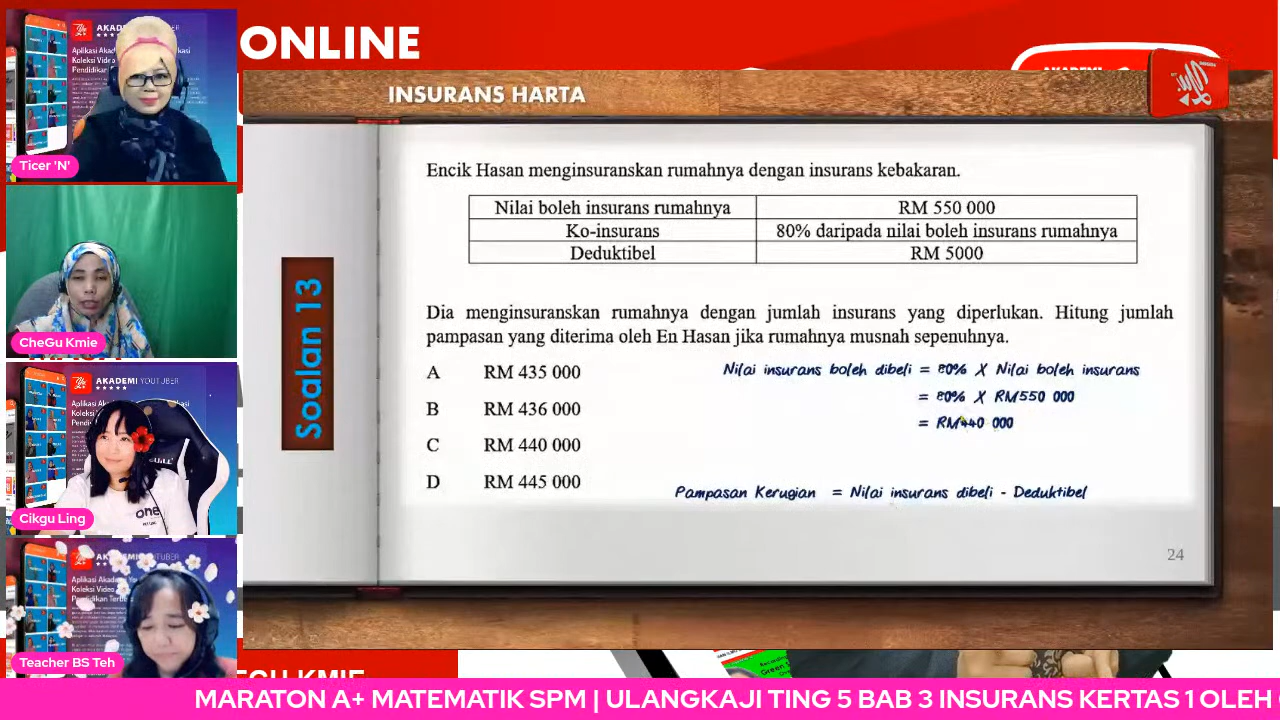 ONLINE
AKADEMI
INSURANS HARTA
Encik Hasan menginsuranskan rumahnya dengan insurans kebakaran.
Nilai boleh insurans rumahnya RM 550 000
Ko-insurans 80% daripada nilai boleh insurans rumahnya
Deduktibel RM 5000
Soalan 13
Dia menginsuranskan rumahnya dengan jumlah insurans yang diperlukan. Hitung jumlah
pampasan yang diterima oleh En Hasan jika rumahnya musnah sepenuhnya.
A RM 435 000
B RM 436 000
C RM 440 000
D RM 445 000
Nilai insurans boleh dibeli = 80% X Nilai boleh insurans
= 80% X RM550 000
= RM440 000
Pampasan Kerugian = Nilai insurans dibeli - Deduktibel
24
Ticer 'N'
CheGu Kmie
AKADEMI YOUTUBER
Cikgu Ling
Teacher BS Teh
MARATON A+ MATEMATIK SPM | ULANGKAJI TING 5 BAB 3 INSURANS KERTAS 1 OLEH